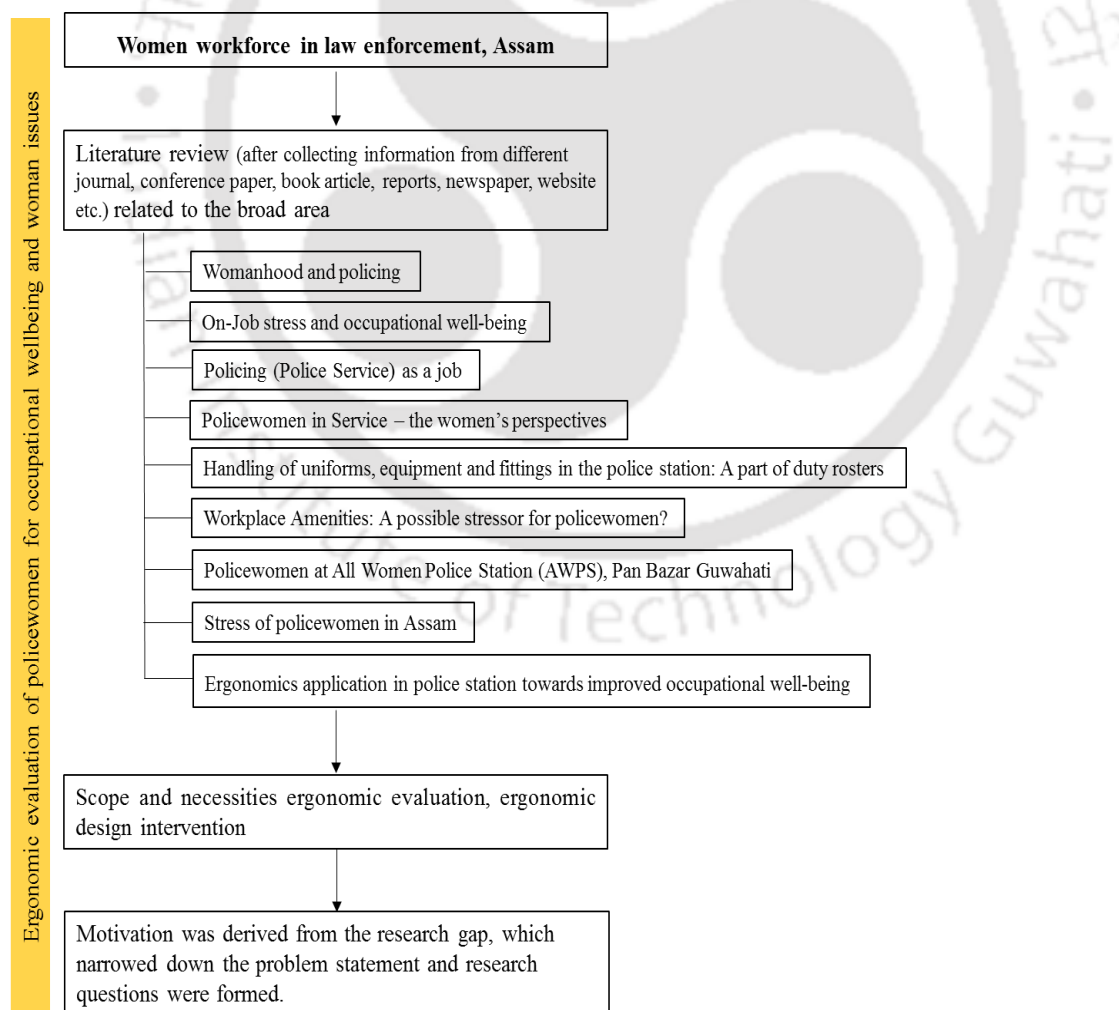 Ergonomic evaluation of policewomen for occupational wellbeing and woman issues
Women workforce in law enforcement, Assam
Literature review (after collecting information from different
journal, conference paper, book article, reports, newspaper, website
etc.) related to the broad area
Womanhood and policing
On-Job stress and occupational well-being
Policing (Police Service) as a job
Policewomen in Service – the women's perspectives
Handling of uniforms, equipment and fittings in the police station: A part of duty rosters
Workplace Amenities: A possible stressor for policewomen?
Policewomen at All Women Police Station (AWPS), Pan Bazar Guwahati
Stress of policewomen in Assam
Ergonomics application in police station towards improved occupational well-being
Scope and necessities ergonomic evaluation, ergonomic
design intervention
Motivation was derived from the research gap, which
narrowed down the problem statement and research
questions were formed.
Indian Institute of Technology Guwahati